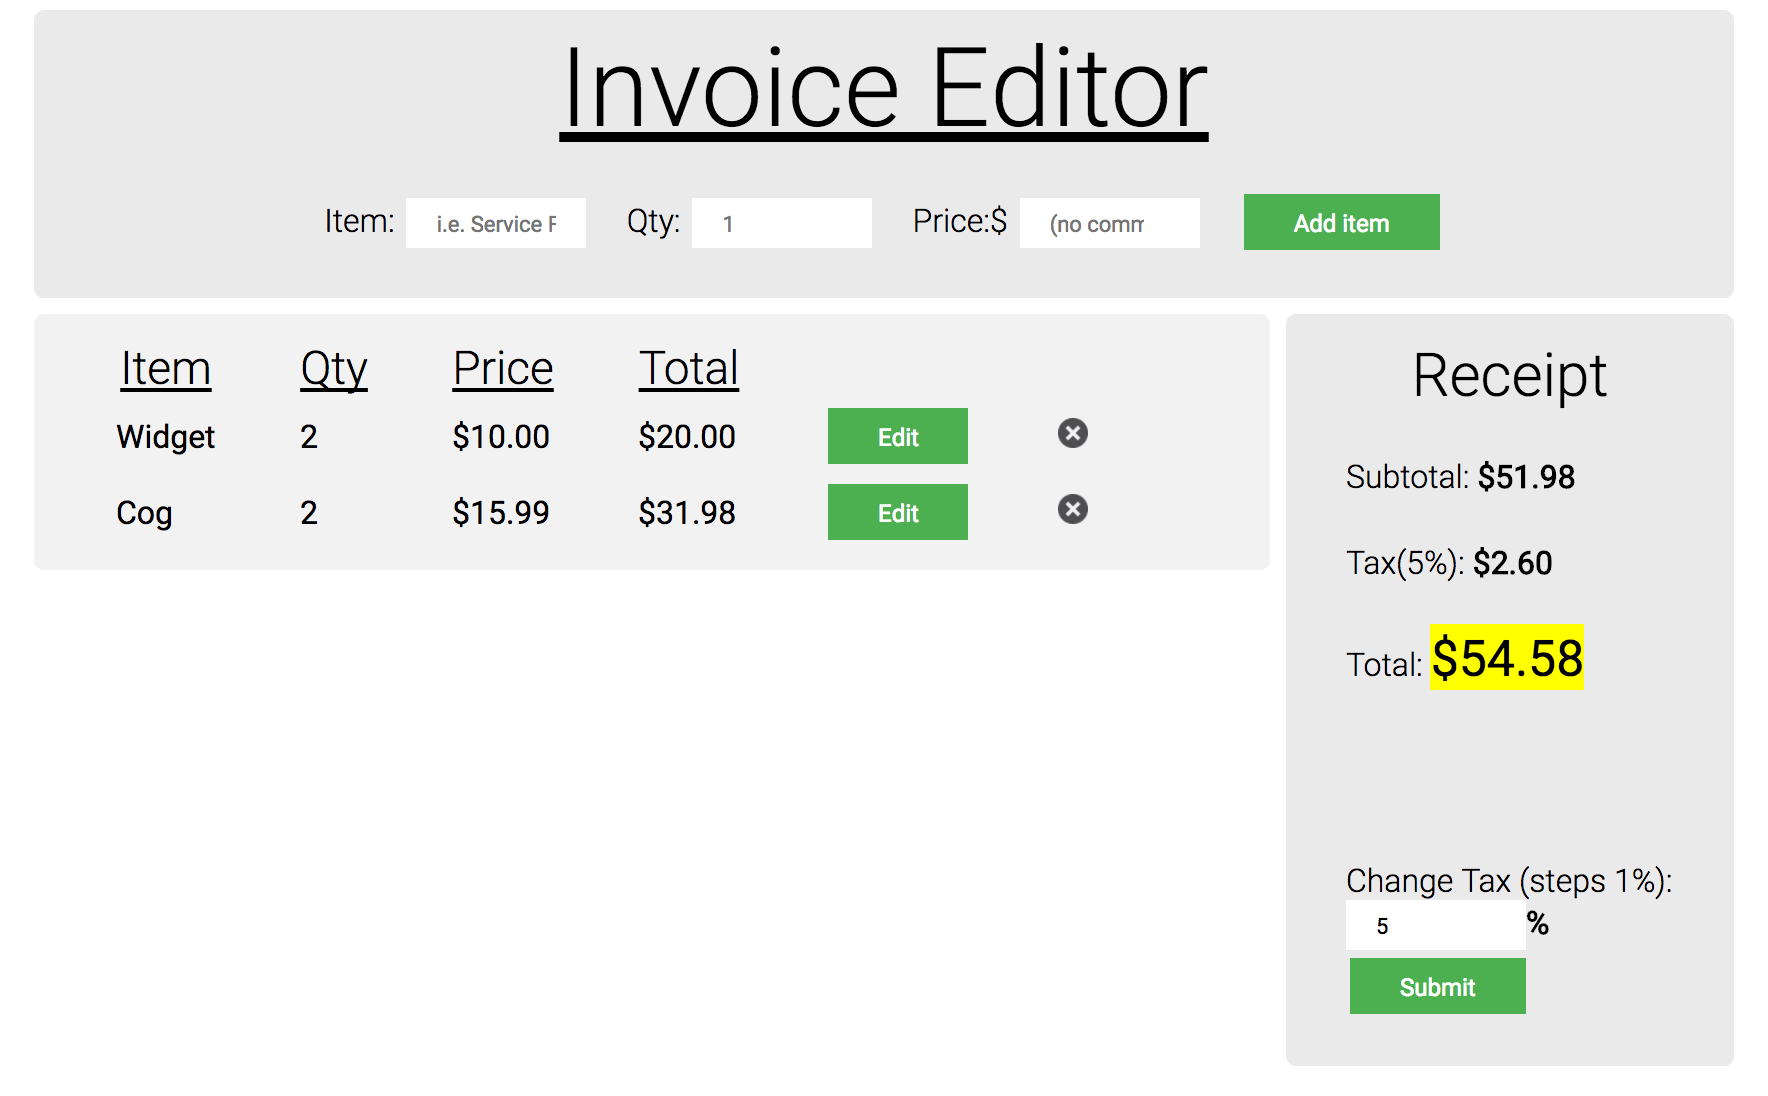 Invoice Editor
Item: i.e. Service Qty: 1 Price:$ (no Add item
Item Qty Price Total
Widget 2 $10.00 $20.00 Edit
Cog 2 $15.99 $31.98 Edit
Receipt
Subtotal: $51.98
Tax(5%): $2.60
Total: $54.58
Change Tax (steps 1%):
5 %
Submit